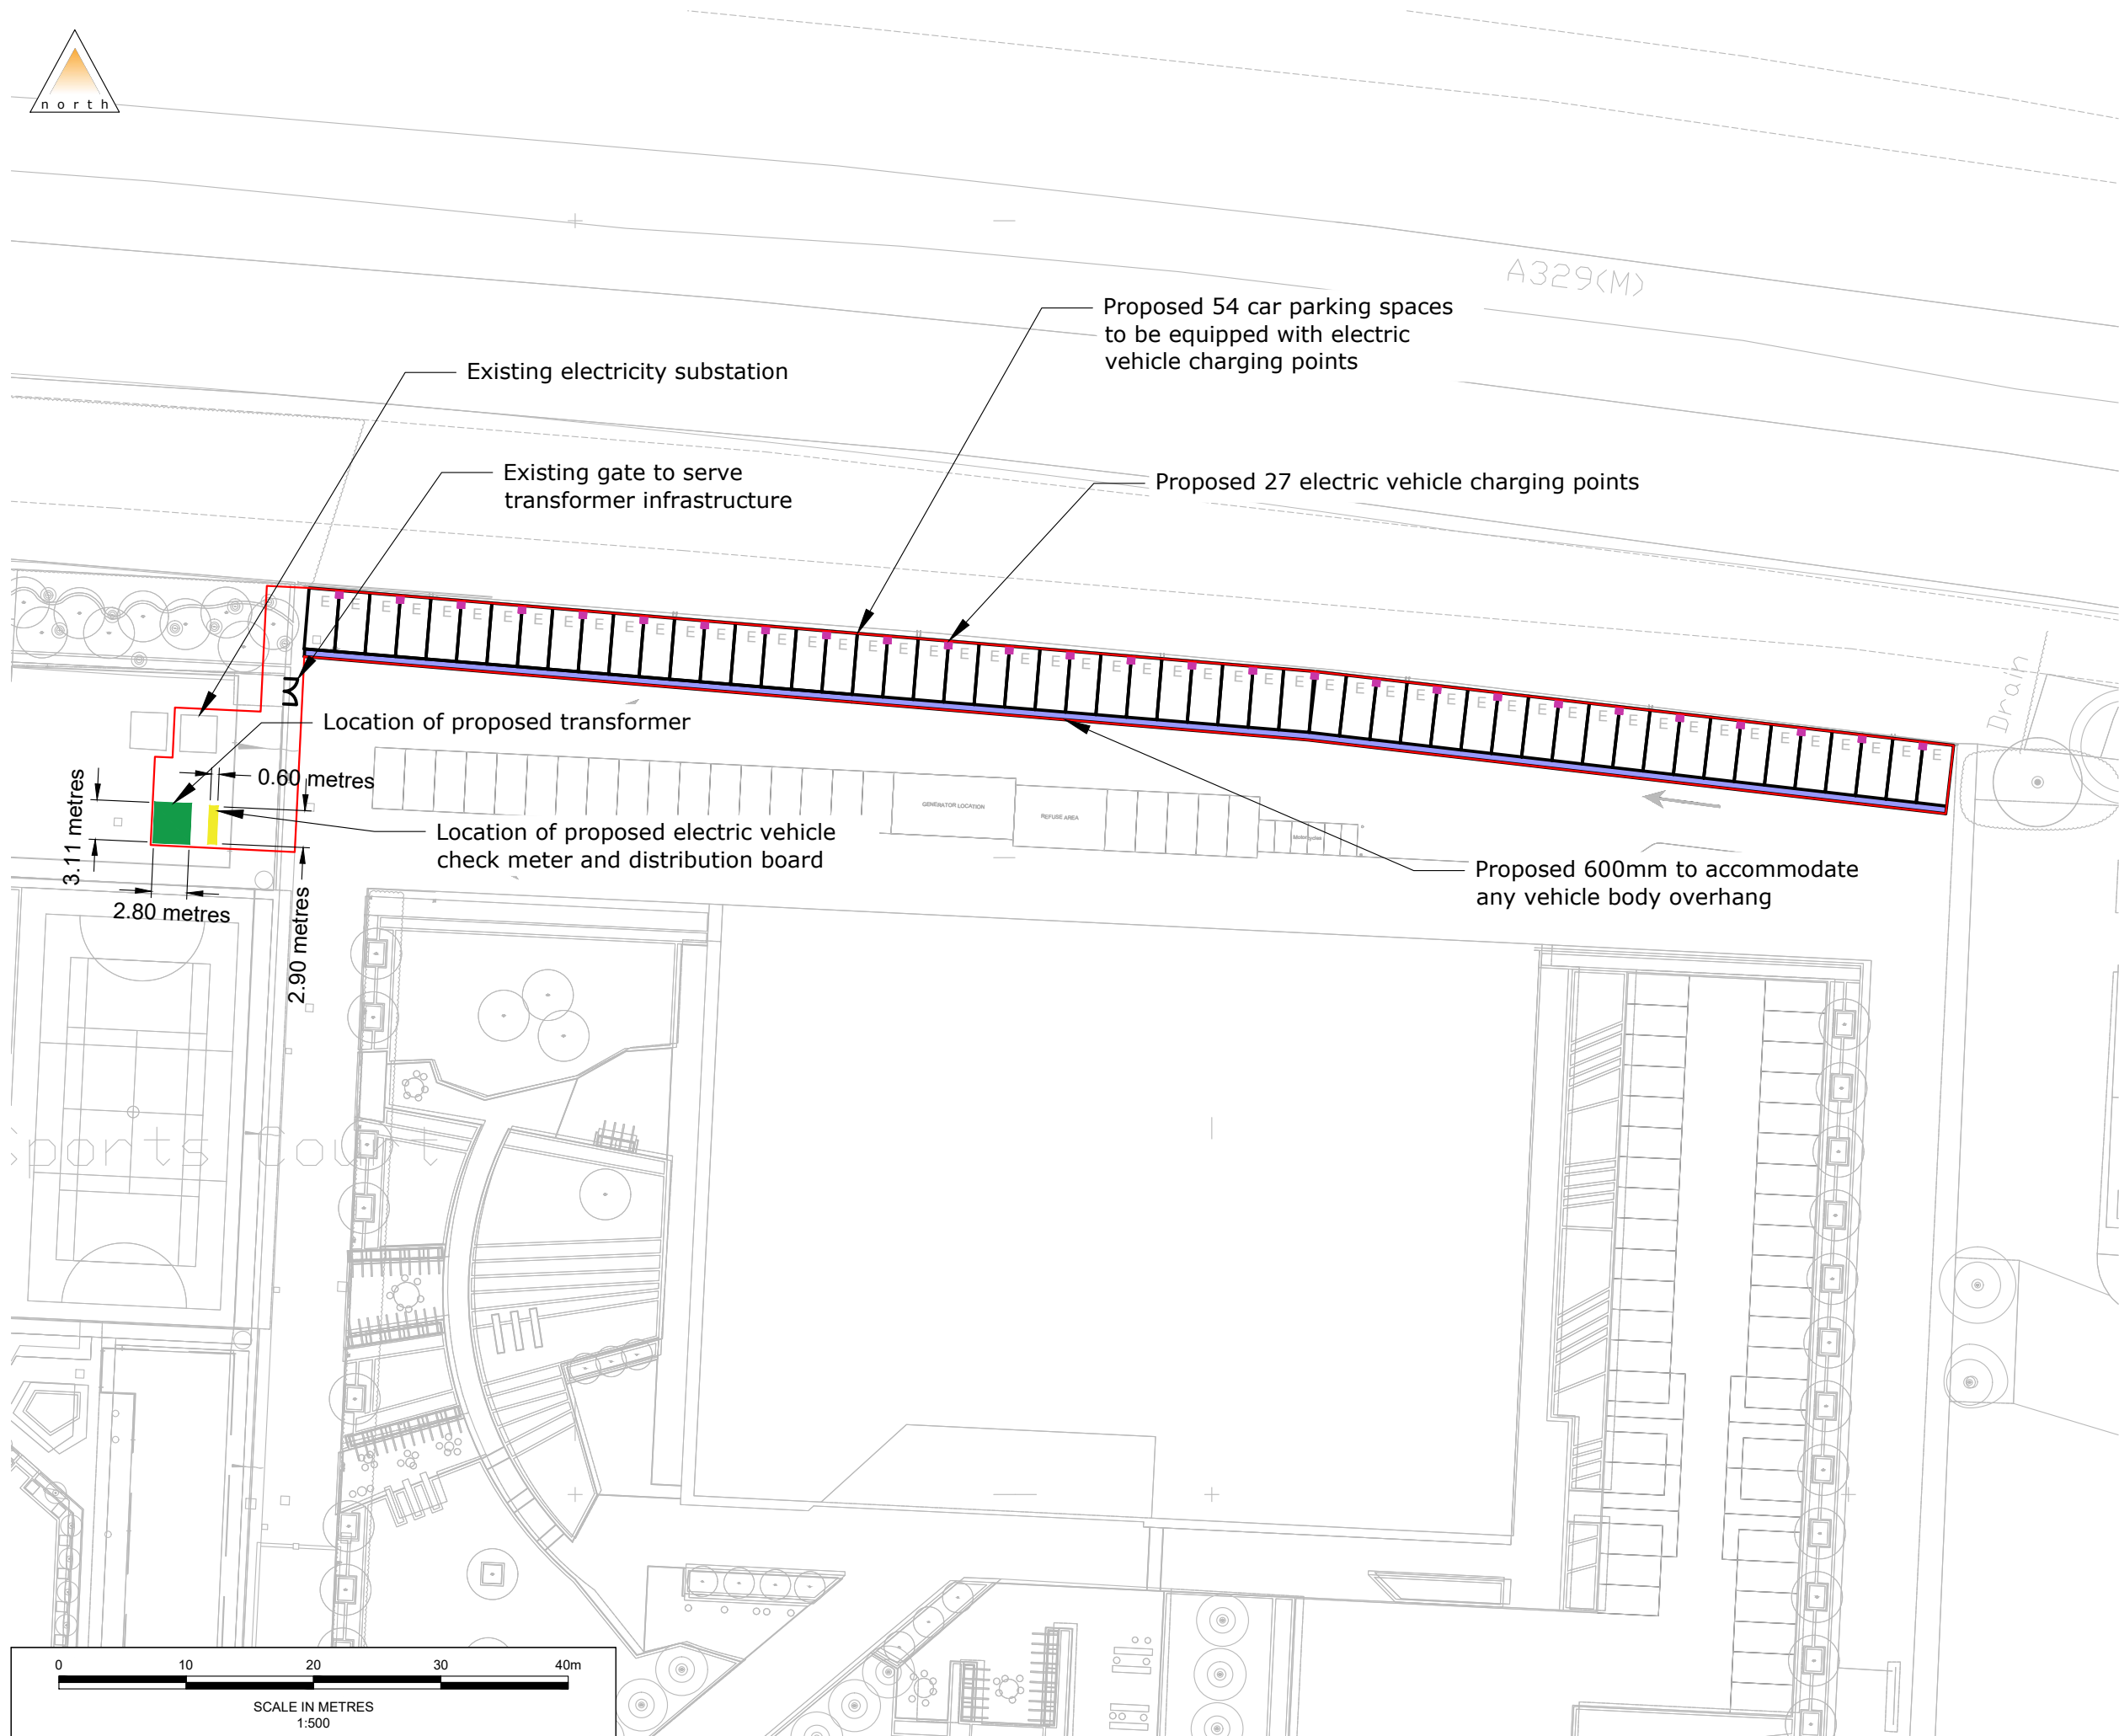 north
A329(M)
Proposed 54 car parking spaces
to be equipped with electric
vehicle charging points
Existing electricity substation
Existing gate to serve
transformer infrastructure
Proposed 27 electric vehicle charging points
E E E E E E E E E E E E E E E E E E E E E E E E E E E E E E E E E E E E E E E E E E E E E E E E E E E E E E
Drain
Location of proposed transformer
0.60 metres
3.11 metres
GENERATOR LOCATION
REFUSE AREA
Motorcycles
Location of proposed electric vehicle
check meter and distribution board
Proposed 600mm to accommodate
any vehicle body overhang
2.80 metres
2.90 metres
Sports Court
0 10 20 30 40m
SCALE IN METRES
1:500